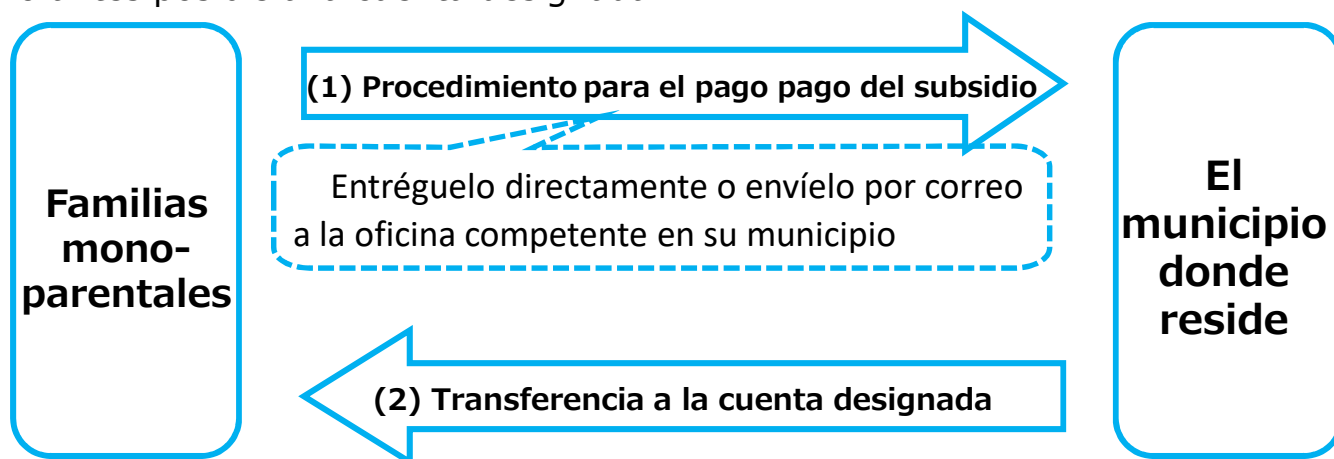 (1) Procedimiento para el pago pago del subsidio
Entréguelo directamente o envíelo por correo
a la oficina competente en su municipio
Familias
mono-
parentales
El
municipio
donde
reside
(2) Transferencia a la cuenta designada